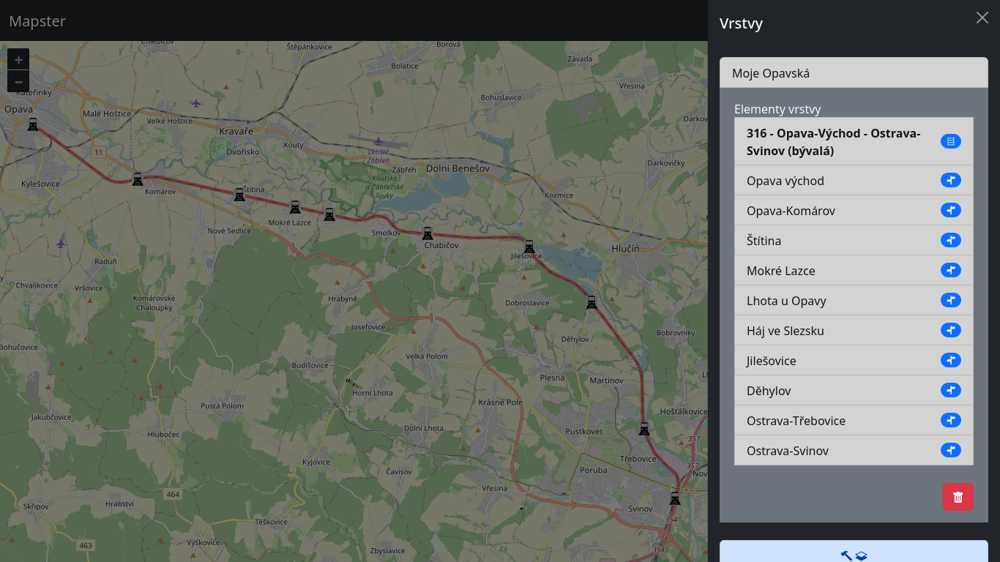 Mapster
Vrstvy
Moje Opavská
Elementy vrstvy
316 - Opava-Východ - Ostrava-
Svinov (bývalá)
Opava východ
Opava-Komárov
Štítina
Mokré Lazce
Lhota u Opavy
Háj ve Slezsku
Jilešovice
Děhylov
Ostrava-Třebovice
Ostrava-Svinov
+
−
Chlebičov
Štěpánkovice
Borová
Bolatice
Závada
Vřesina
Kateřinky
Opava
Malé Hoštice
Velké Hoštice
Bohuslavice
Kravaře
Kouty
Dvořisko
11
Letiště
Zábřeh
Zábřeh
Dolní Benešov
Darkovičky
Kylešovice
Komárov
Štítina
Koutské
a Zábřežské
louky
Kozmice
Mokré Lazce
Nové Sedlice
Smolkov
Chabičov
Jilešovice
Hlučín
Raduň
Chvalíkovice
Vršovice
Komárovské
Chaloupky
Hrabyně
Dobroslavice
Josefovice
Děhylov
Bobrovníky
Bohučovice
Velká Polom
Budišovice
Plesná
Martinov
Horní Lhota
Krásné Pole
Pustá Polom
Hošťálkovice
Jakubčovice
Hlubočec
Dolní Lhota
Pustkovec
357
Kyjovice
Čavisov
Třebovice
Poruba
357
Vřesina
464
Skřipov
Hrabství
Svinov
354
Těškovice
463
Výškovice
Zbyslavice
354